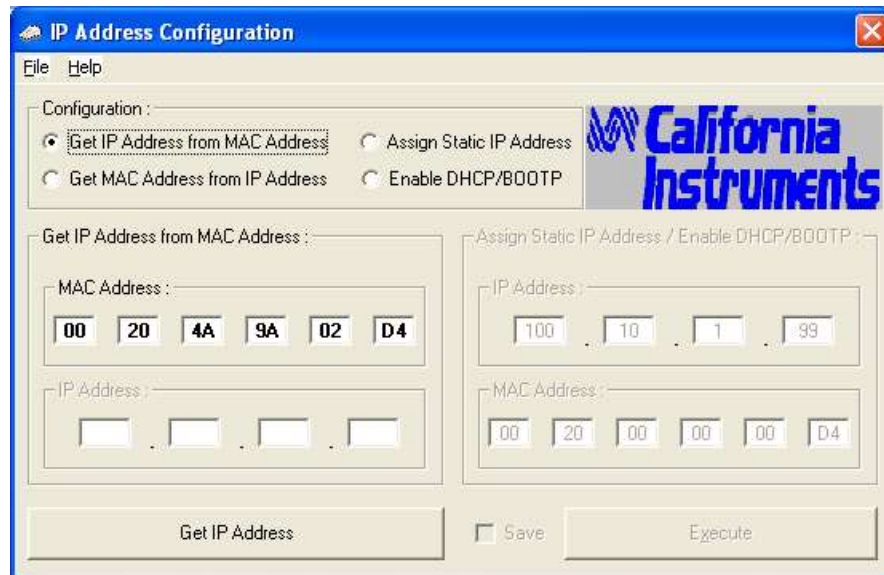 IP Address Configuration
File Help
Configuration :
Get IP Address from MAC Address
Assign Static IP Address
Get MAC Address from IP Address
Enable DHCP/BOOTP
California
Instruments
Get IP Address from MAC Address :
MAC Address :
00 20 4A 9A 02 D4
IP Address :
. . .
Get IP Address
Assign Static IP Address / Enable DHCP/BOOTP :
IP Address :
100 . 10 . 1 . 99
MAC Address :
00 20 00 00 00 D4
Save
Execute